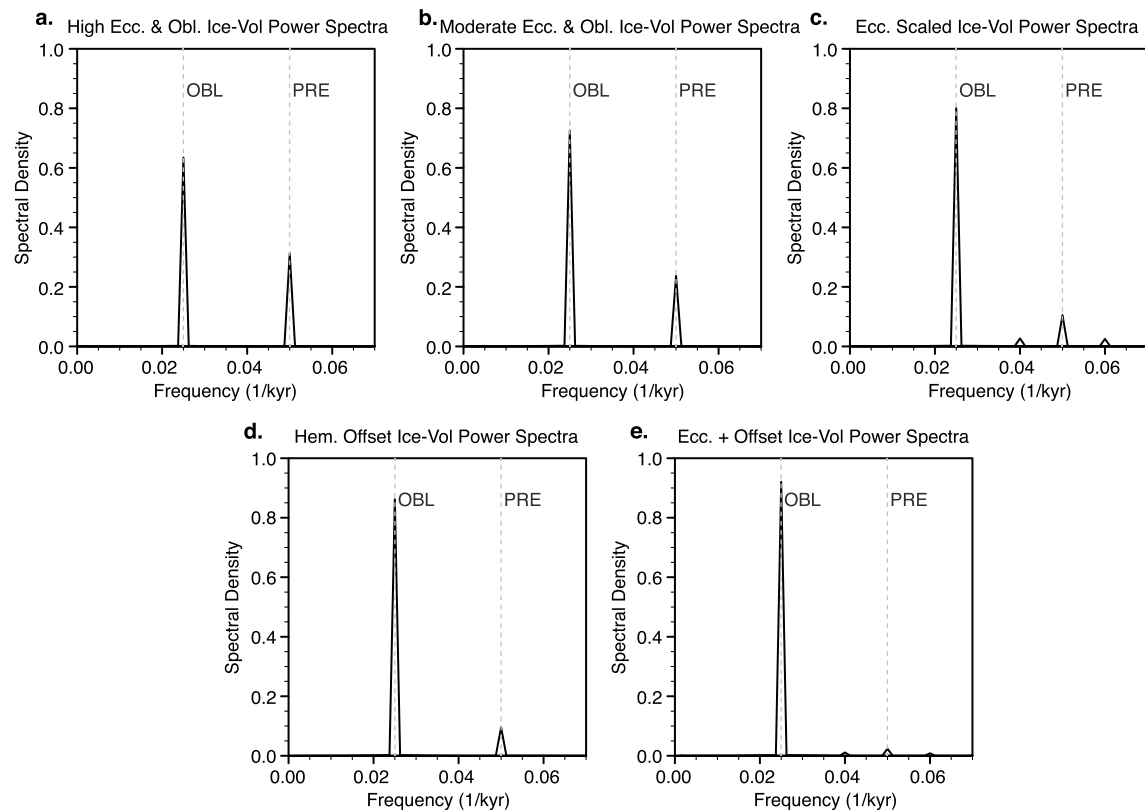 a. High Ecc. & Obl. Ice-Vol Power Spectra
1.0
0.8
0.6
0.4
0.2
0.0
Spectral Density
OBL PRE
0.00 0.02 0.04 0.06
Frequency (1/kyr)
b. Moderate Ecc. & Obl. Ice-Vol Power Spectra
1.0
0.8
0.6
0.4
0.2
0.0
Spectral Density
OBL PRE
0.00 0.02 0.04 0.06
Frequency (1/kyr)
c. Ecc. Scaled Ice-Vol Power Spectra
1.0
0.8
0.6
0.4
0.2
0.0
Spectral Density
OBL PRE
0.00 0.02 0.04 0.06
Frequency (1/kyr)
d. Hem. Offset Ice-Vol Power Spectra
1.0
0.8
0.6
0.4
0.2
0.0
Spectral Density
OBL PRE
0.00 0.02 0.04 0.06
Frequency (1/kyr)
e. Ecc. + Offset Ice-Vol Power Spectra
1.0
0.8
0.6
0.4
0.2
0.0
Spectral Density
OBL PRE
0.00 0.02 0.04 0.06
Frequency (1/kyr)